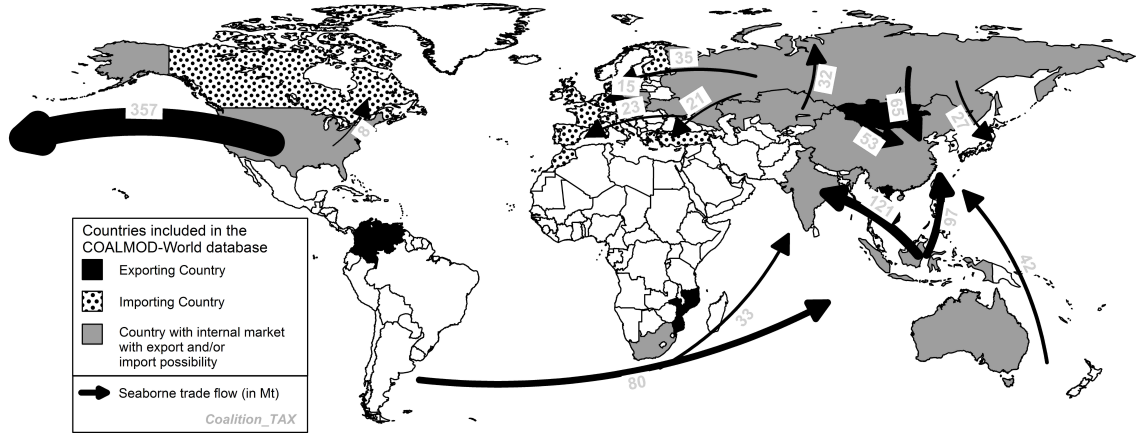 35
15
32
357
23
21
8
65
27
53
121
97
42
33
80
Countries included in the
COALMOD-World database
Exporting Country
Importing Country
Country with internal market
with export and/or
import possibility
Seaborne trade flow (in Mt)
Coalition_TAX